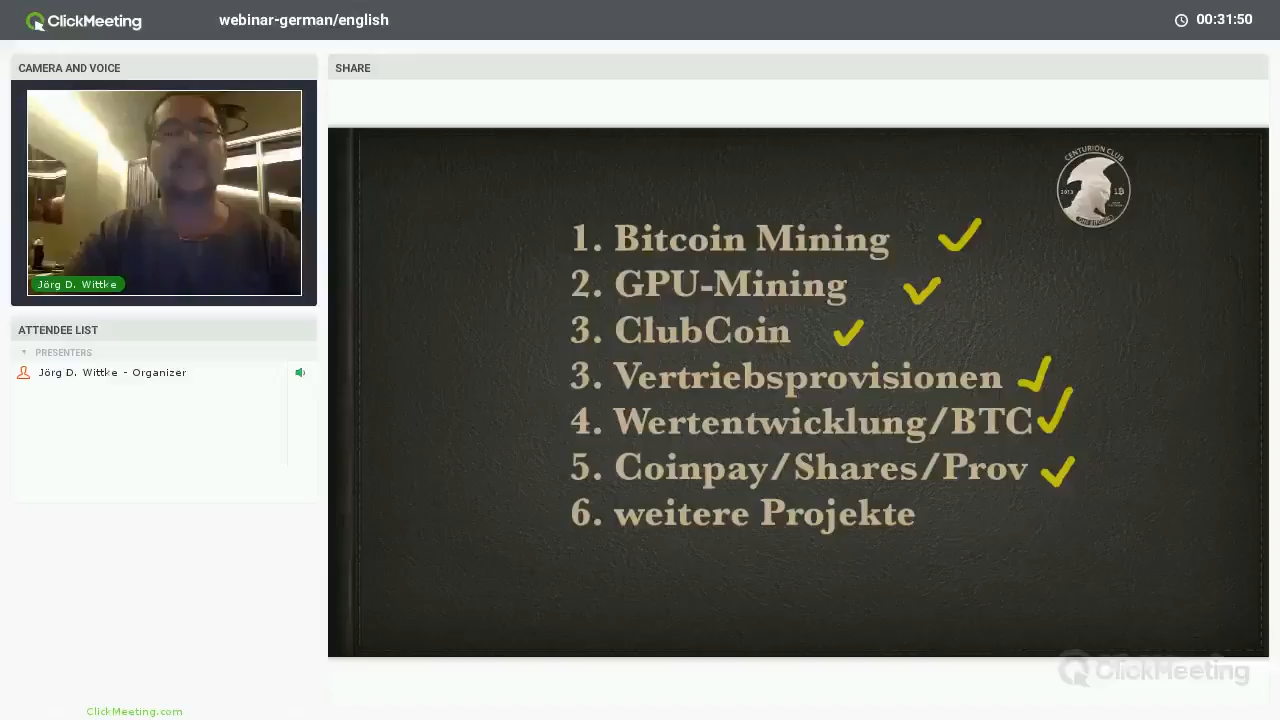 ClickMeeting
webinar-german/english
00:31:50
CAMERA AND VOICE
Jörg D. Wittke
ATTENDEE LIST
PRESENTERS
Jörg D. Wittke - Organizer
ClickMeeting.com
SHARE
CENTURION CLUB
2013
1. Bitcoin Mining
2. GPU-Mining
3. ClubCoin
3. Vertriebsprovisionen
4. Wertentwicklung/BTC
5. Coinpay/Shares/Prov
6. weitere Projekte
ClickMeeting